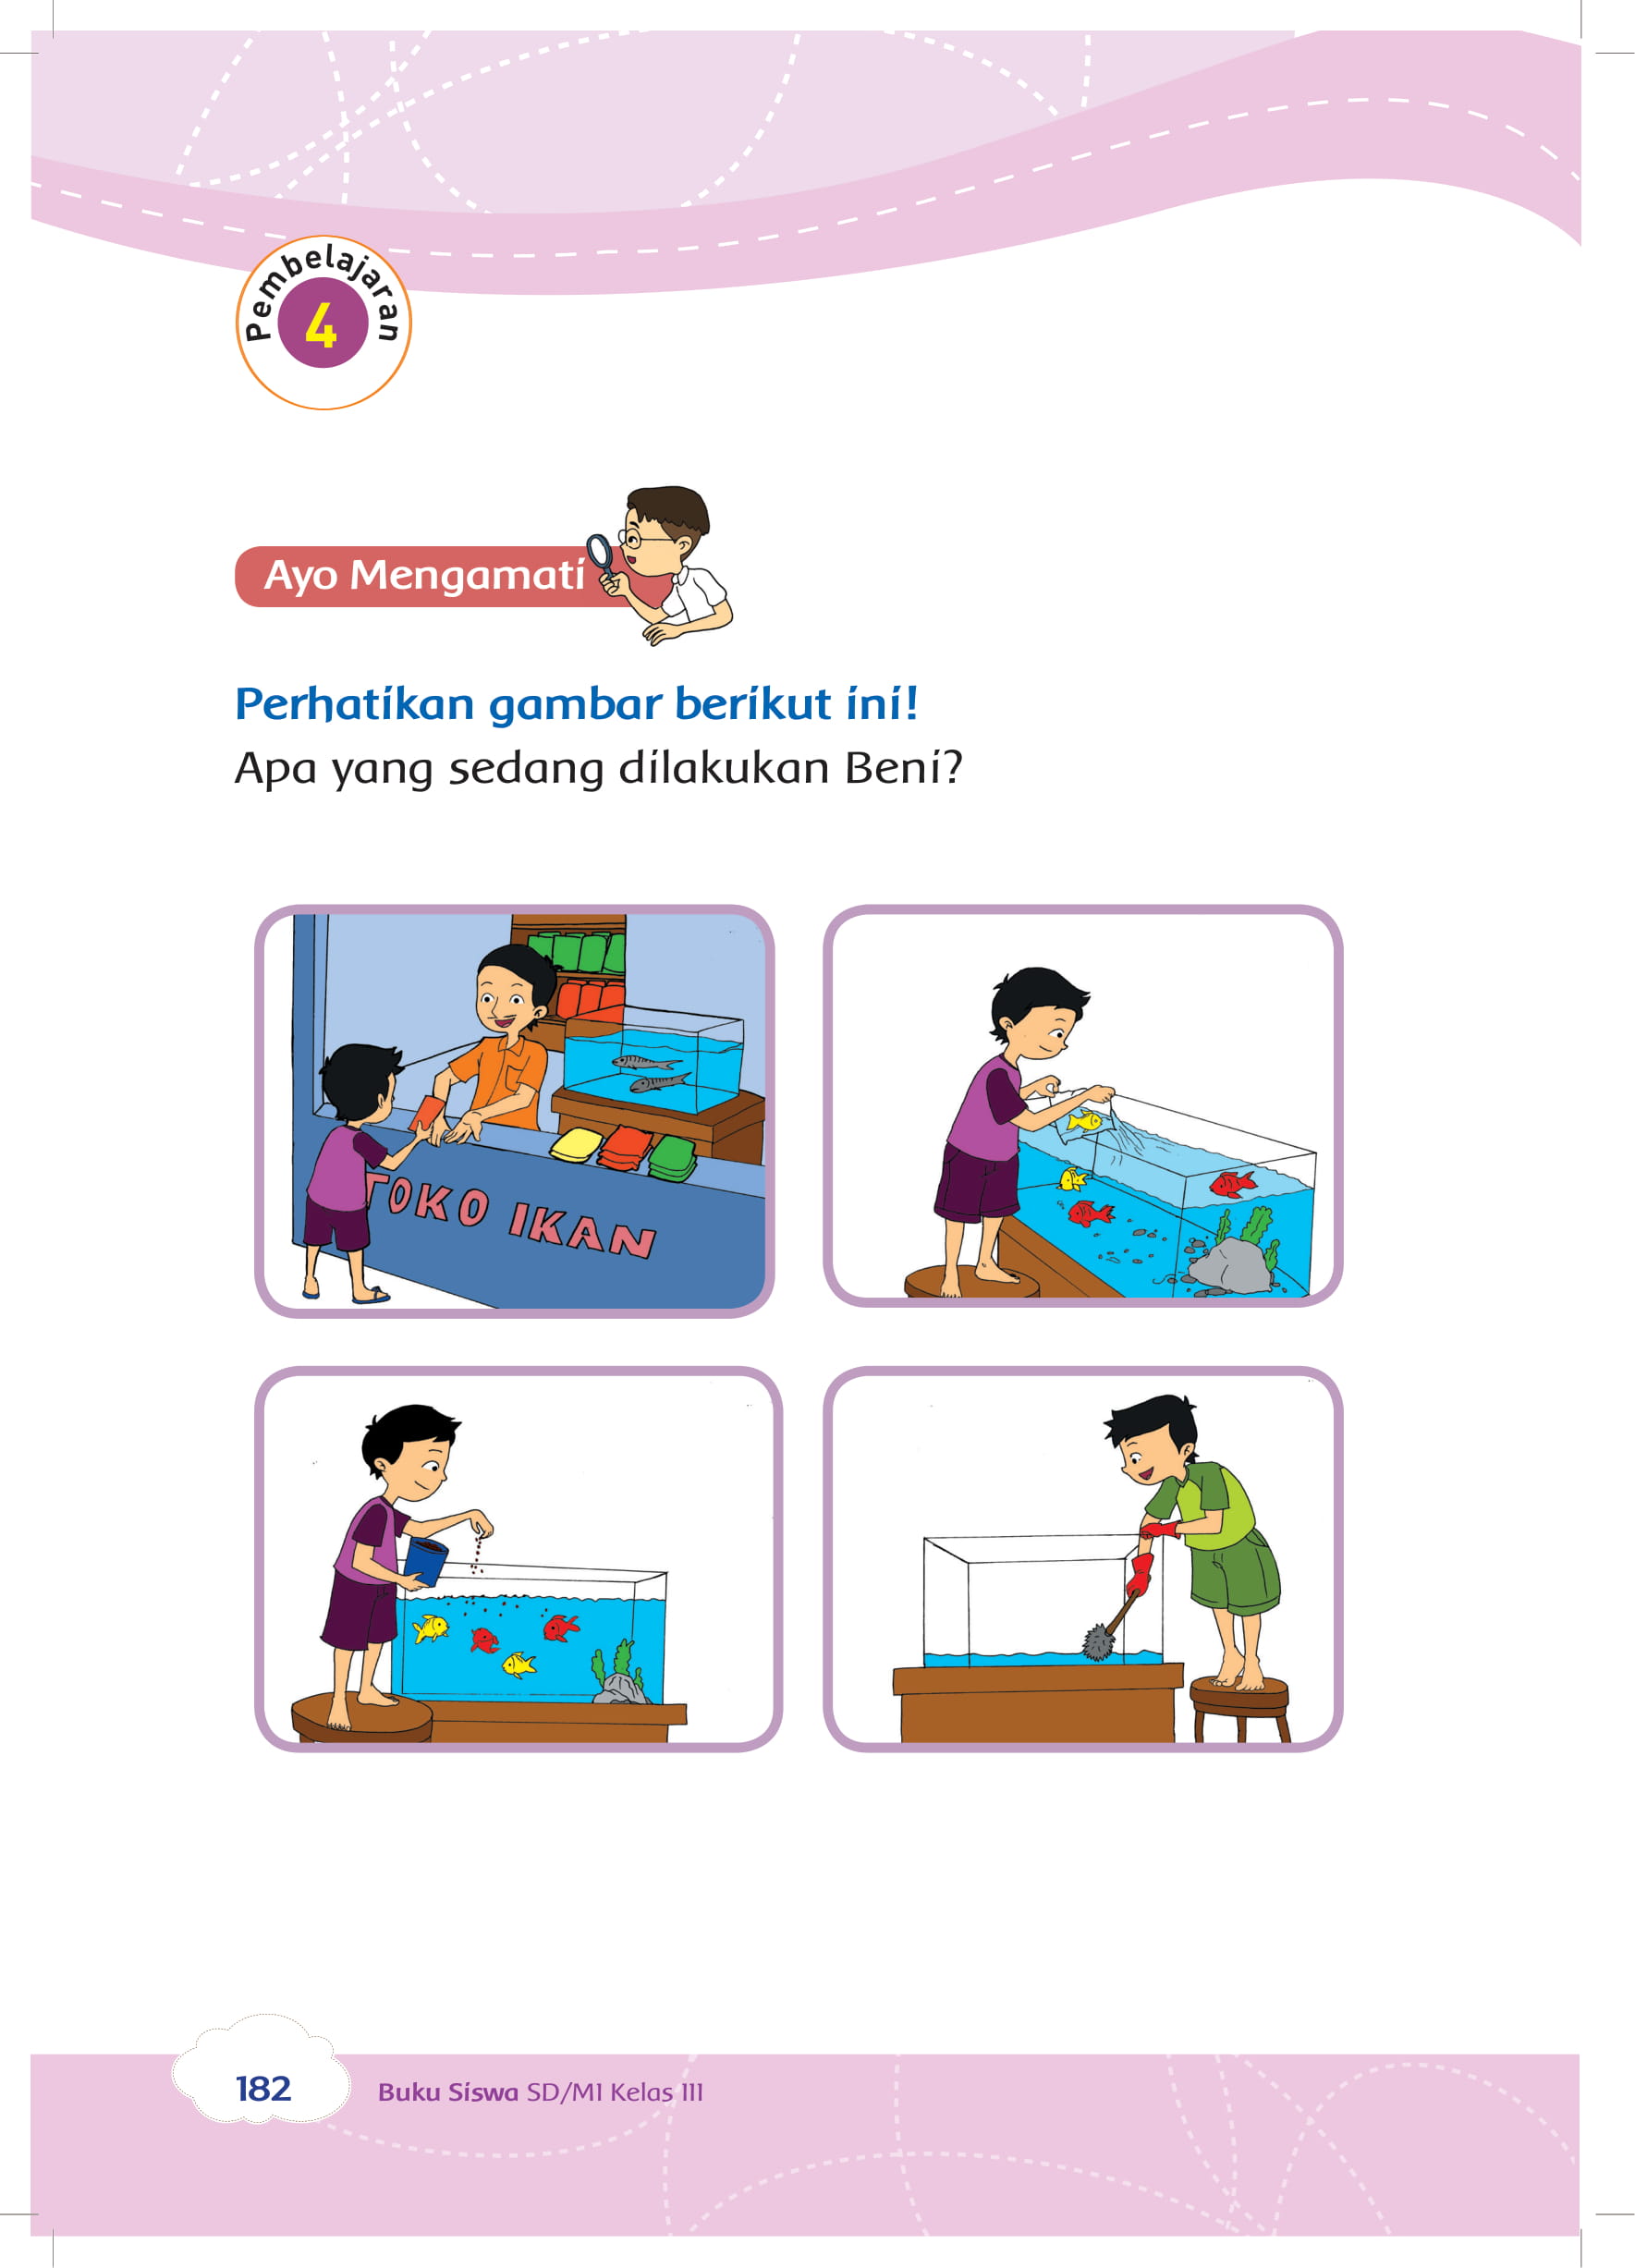 Pembelajaran
4
Ayo Mengamati
Perhatikan gambar berikut ini!
Apa yang sedang dilakukan Beni?
TOKO IKAN
182
Buku Siswa SD/MI Kelas III